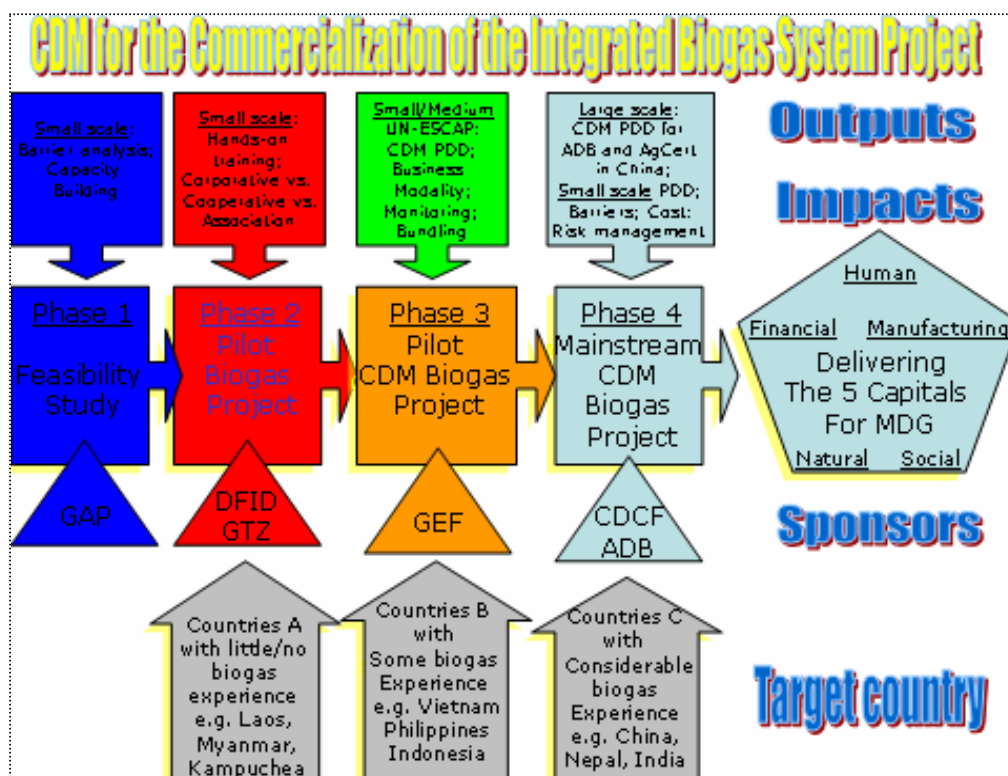 CDM for the Commercialization of the Integrated Biogas System Project
Small scale:
Barrier analysis;
Capacity
Building
Small scale:
Hands-on
training;
Corporative vs.
Cooperative vs.
Association
Small/Medium
UN-ESCAP:
CDM PDD;
Business
Modality;
Monitoring;
Bundling
Large scale:
CDM PDD for
ADB and AgCert
in China;
Small scale PDD;
Barriers; Cost:
Risk management
Outputs
Impacts
Phase 1
Feasibility
Study
Phase 2
Pilot
Biogas
Project
Phase 3
Pilot
CDM Biogas
Project
Phase 4
Mainstream
CDM
Biogas
Project
Human
Financial Manufacturing
Delivering
The 5 Capitals
For MDG
Natural Social
GAP
DFID
GTZ
GEF
CDCF
ADB
Sponsors
Countries A
with little/no
biogas
experience
e.g. Laos,
Myanmar,
Kampuchea
Countries B
with
Some biogas
Experience
e.g. Vietnam
Philippines
Indonesia
Countries C
with
Considerable
biogas
Experience
e.g. China,
Nepal, India
Target country